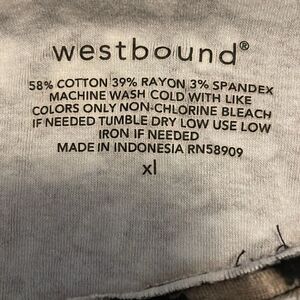 westbound®
58% COTTON 39% RAYON 3% SPANDEX
MACHINE WASH COLD WITH LIKE
COLORS ONLY NON-CHLORINE BLEACH
IF NEEDED TUMBLE DRY LOW USE LOW
IRON IF NEEDED
MADE IN INDONESIA RN58909
xl